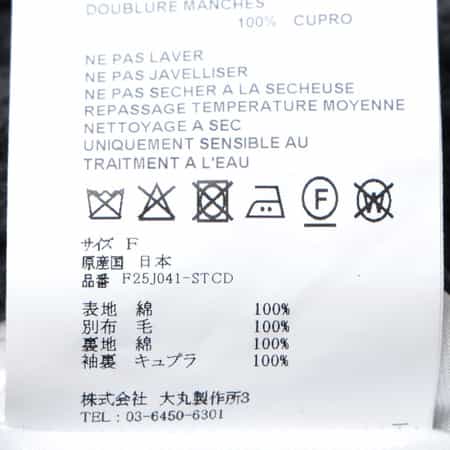 DOUBLURE MANCHES
100% CUPRO
NE PAS LAVER
NE PAS JAVELLISER
NE PAS SECHER A LA SECHEUSE
REPASSAGE TEMPERATURE MOYENNE
NETTOYAGE A SEC
UNIQUEMENT SENSIBLE AU
TRAITMENT A L'EAU
F W
サイズ F
原産国 日本
品番 F25J041-STCD
表地 綿 100%
別布 毛 100%
裏地 綿 100%
袖裏 キュプラ 100%
株式会社 大丸製作所3
TEL:03-6450-6301